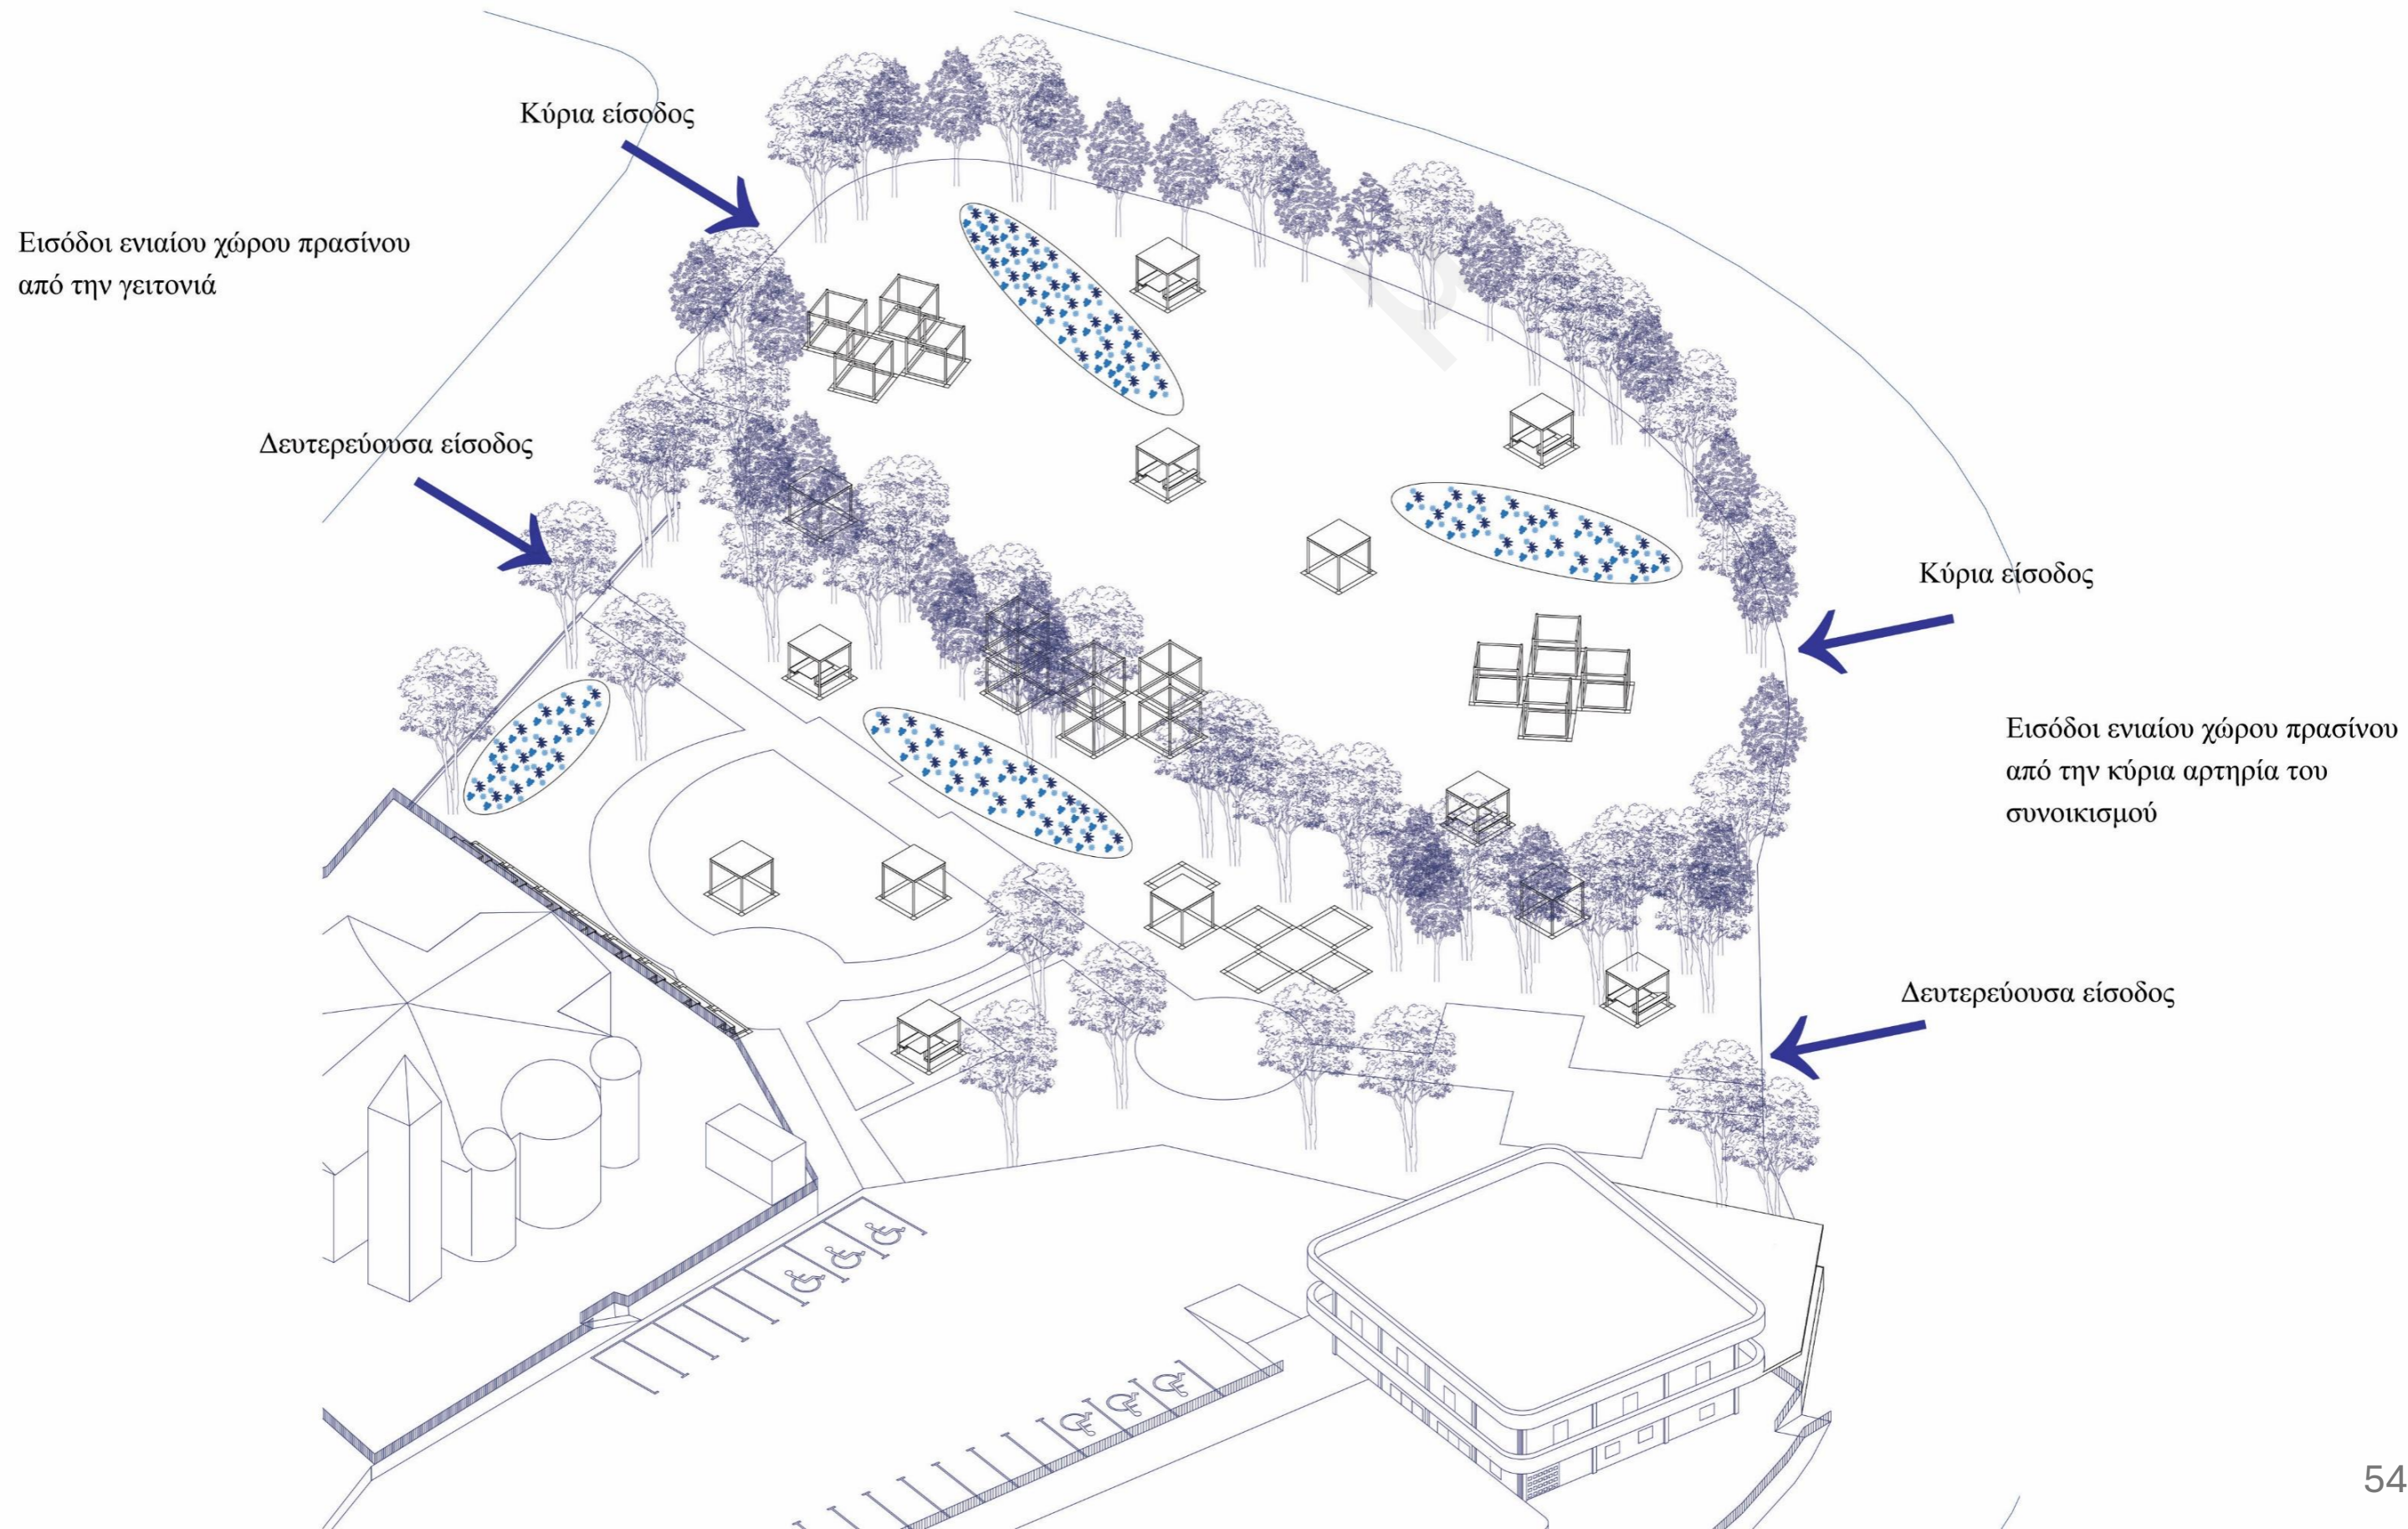 Κύρια είσοδος
Εισόδοι ενιαίου χώρου πρασίνου
από την γειτονιά
Δευτερεύουσα είσοδος
Κύρια είσοδος
Εισόδοι ενιαίου χώρου πρασίνου
από την κύρια αρτηρία του
συνοικισμού
Δευτερεύουσα είσοδος
54